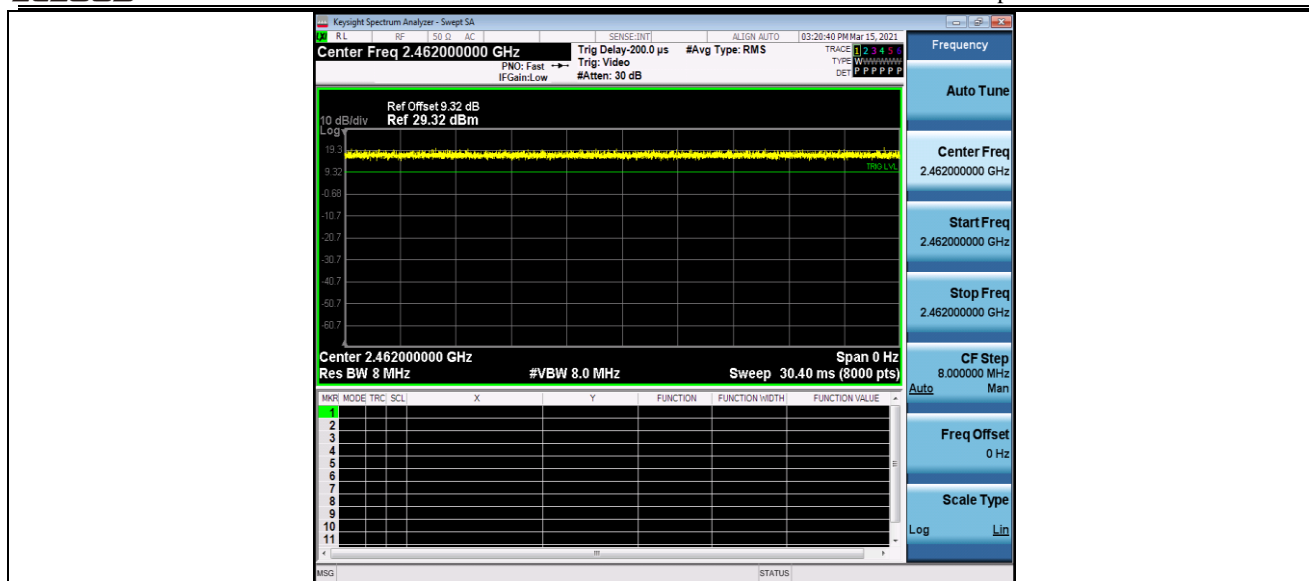 Keysight Spectrum Analyzer - Swept SA
RL RF 50 Ω AC SENSE:INT ALIGN AUTO 03:20:40 PM Mar 15, 2021
Center Freq 2.462000000 GHz Trig Delay-200.0 µs #Avg Type: RMS TRACE 1 2 3 4 5 6
PNO: Fast Trig: Video TYPE WWWWWW
IFGain:Low #Atten: 30 dB DET P P P P P P
Ref Offset 9.32 dB
10 dB/div Ref 29.32 dBm
Log
19.3
9.32 TRIG LVL
-0.68
-10.7
-20.7
-30.7
-40.7
-50.7
-60.7
Center 2.462000000 GHz Span 0 Hz
Res BW 8 MHz #VBW 8.0 MHz Sweep 30.40 ms (8000 pts)
MKR MODE TRC SCL X Y FUNCTION FUNCTION WIDTH FUNCTION VALUE
1
2
3
4
5
6
7
8
9
10
11
MSG STATUS
Frequency
Auto Tune
Center Freq
2.462000000 GHz
Start Freq
2.462000000 GHz
Stop Freq
2.462000000 GHz
CF Step
8.000000 MHz
Auto Man
Freq Offset
0 Hz
Scale Type
Log Lin